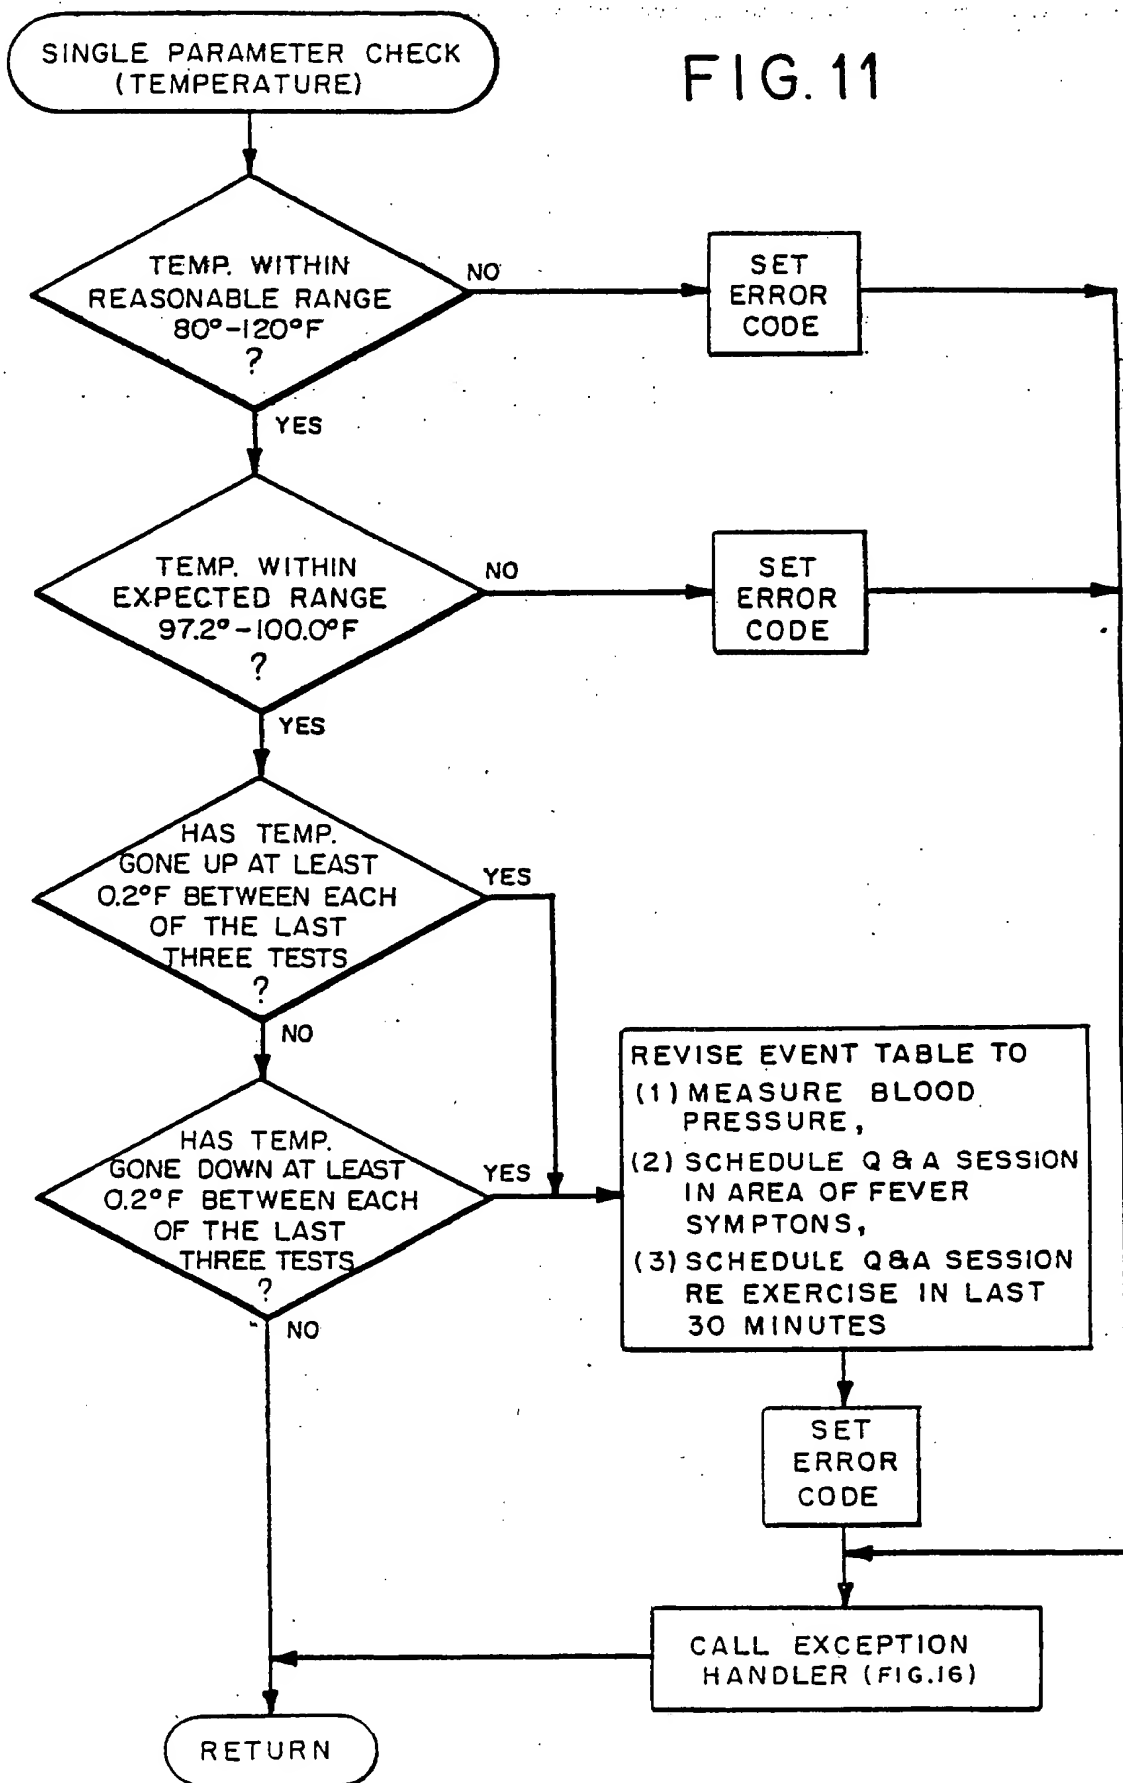 SINGLE PARAMETER CHECK
(TEMPERATURE)
FIG. 11
TEMP. WITHIN
REASONABLE RANGE
80°-120°F
?
NO
SET
ERROR
CODE
YES
TEMP. WITHIN
EXPECTED RANGE
97.2°-100.0°F
?
NO
SET
ERROR
CODE
YES
HAS TEMP.
GONE UP AT LEAST
0.2°F BETWEEN EACH
OF THE LAST
THREE TESTS
?
YES
NO
HAS TEMP.
GONE DOWN AT LEAST
0.2°F BETWEEN EACH
OF THE LAST
THREE TESTS
?
YES
NO
REVISE EVENT TABLE TO
(1) MEASURE BLOOD
PRESSURE,
(2) SCHEDULE Q & A SESSION
IN AREA OF FEVER
SYMPTONS,
(3) SCHEDULE Q&A SESSION
RE EXERCISE IN LAST
30 MINUTES
SET
ERROR
CODE
CALL EXCEPTION
HANDLER (FIG.16)
RETURN